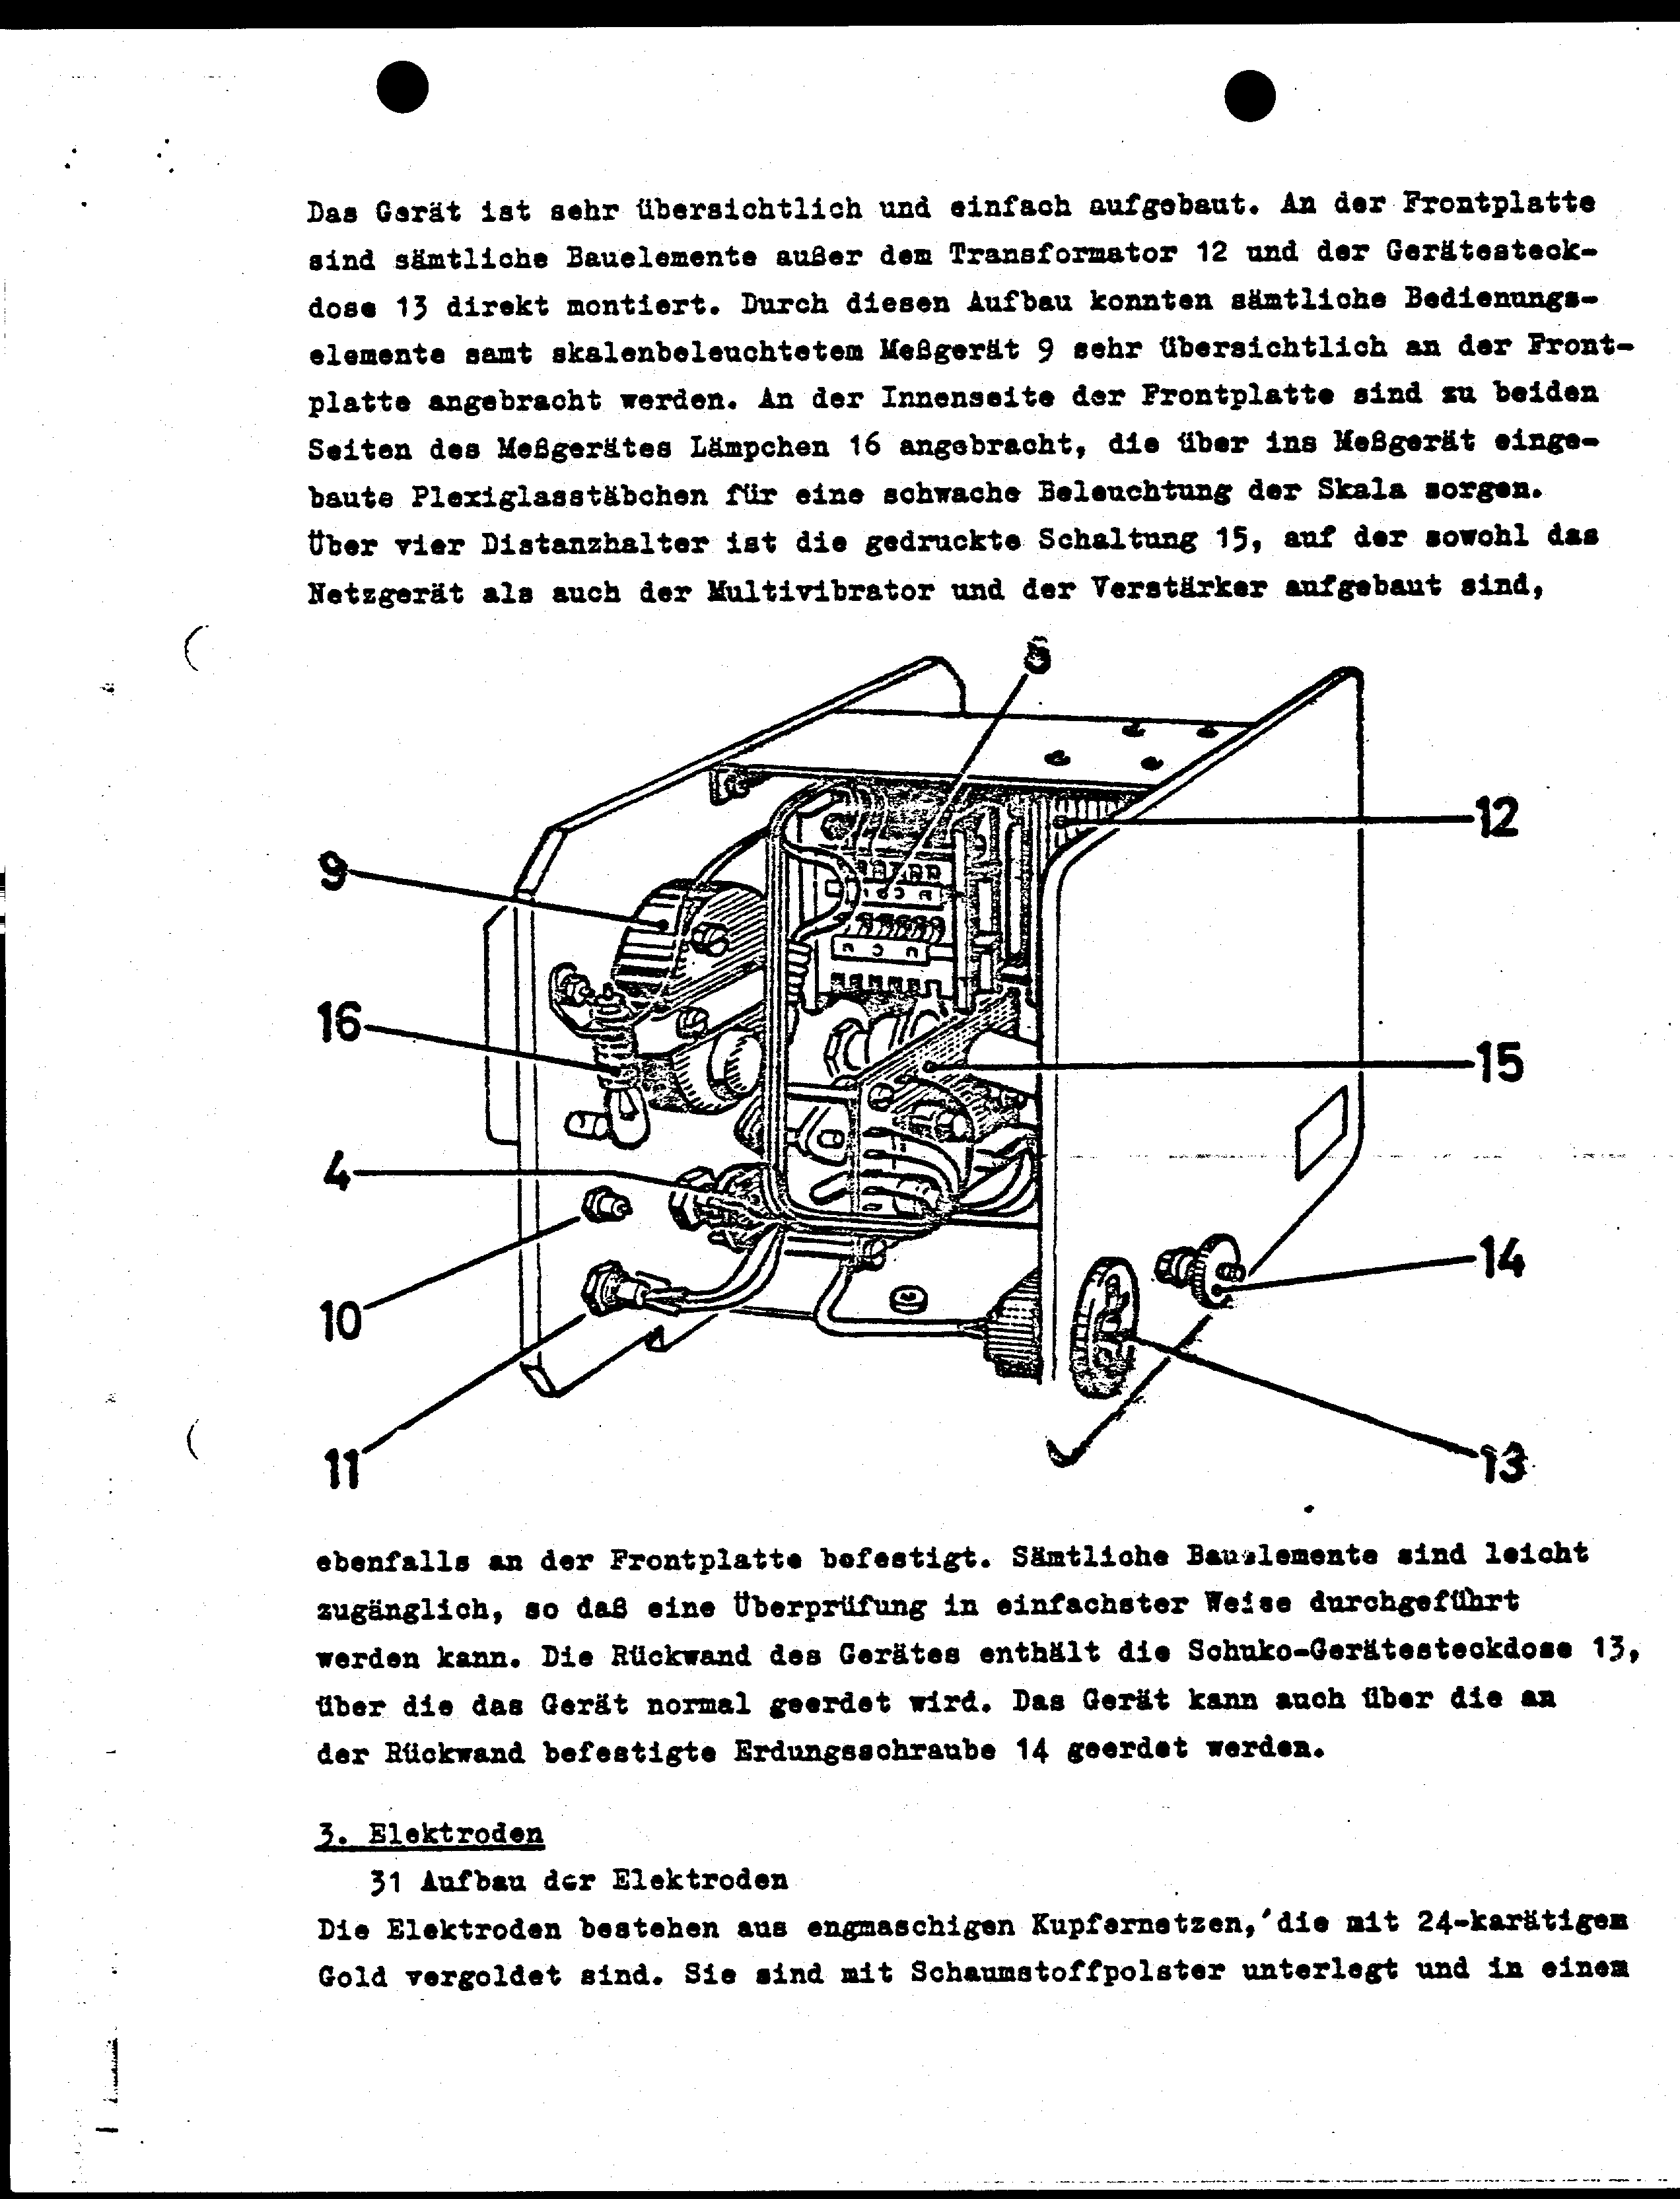 Das Gerät ist sehr übersichtlich und einfach aufgebaut. An der Frontplatte
sind sämtliche Bauelemente außer dem Transformator 12 und der Gerätesteck-
dose 13 direkt montiert. Durch diesen Aufbau konnten sämtliche Bedienungs-
elemente samt skalenbeleuchtetem Meßgerät 9 sehr übersichtlich an der Front-
platte angebracht werden. An der Innenseite der Frontplatte sind zu beiden
Seiten des Meßgerätes Lämpchen 16 angebracht, die über ins Meßgerät einge-
baute Plexiglasstäbchen für eine schwache Beleuchtung der Skala sorgen.
Über vier Distanzhalter ist die gedruckte Schaltung 15, auf der sowohl das
Netzgerät als auch der Multivibrator und der Verstärker aufgebaut sind,
12
9
16
15
4
14
10
11
13
ebenfalls an der Frontplatte befestigt. Sämtliche Bauelemente sind leicht
zugänglich, so daß eine Überprüfung in einfachster Weise durchgeführt
werden kann. Die Rückwand des Gerätes enthält die Schuko-Gerätesteckdose 13,
über die das Gerät normal geerdet wird. Das Gerät kann auch über die an
der Rückwand befestigte Erdungsschraube 14 geerdet werden.
3. Elektroden
31 Aufbau der Elektroden
Die Elektroden bestehen aus engmaschigen Kupfernetzen, die mit 24-karätigem
Gold vergoldet sind. Sie sind mit Schaumstoffpolster unterlegt und in einem